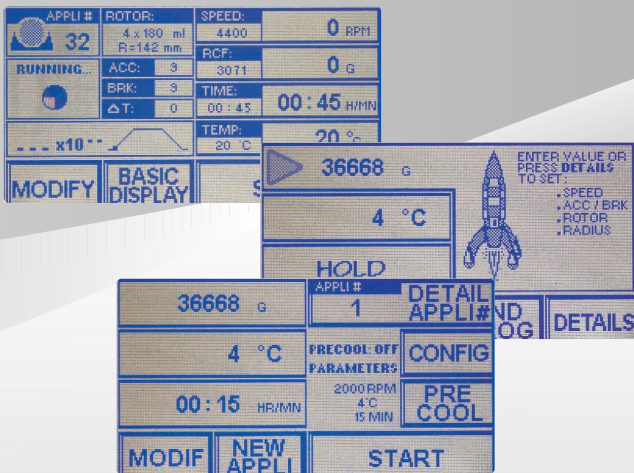 APPLI #
32
ROTOR:
4 x 180 ml
R=142 mm
SPEED:
4400
0 RPM
RCF:
3071
0 G
RUNNING...
ACC: 9
BRK: 9
△T: 0
TIME:
00 : 45
00 : 45 H/MN
x10
TEMP:
20 °C
20 °C
MODIFY
BASIC
DISPLAY
36668 G
4 °C
HOLD
ENTER VALUE OR
PRESS DETAILS
TO SET:
.SPEED
.ACC / BRK
.ROTOR
.RADIUS
DETAILS
36668 G
APPLI #
1
DETAIL
APPLI#
4 °C
PRECOOL: OFF
PARAMETERS
CONFIG
00 : 15 HR/MN
2000 RPM
4°C
15 MIN
PRE
COOL
MODIF
NEW
APPLI
START